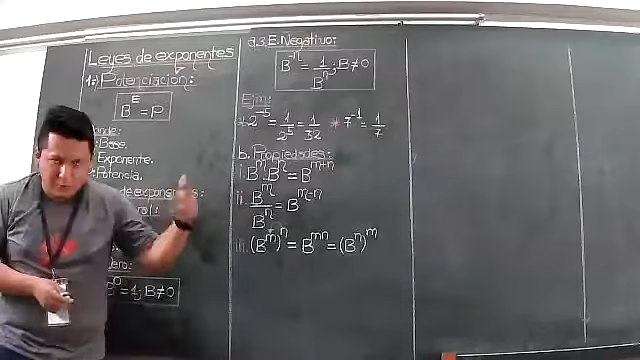 Leyes de exponentes
1.) Potenciación:
B^E = P
Donde:
Base.
Exponente.
Potencia.
de exponentes:
B^0 = 1; B≠0
a.3. E. Negativo:
B^-n = 1/B^n; B≠0
Ejm:
* 2^-5 = 1/2^5 = 1/32 * 7^-1 = 1/7
b. Propiedades:
i. B^m . B^n = B^m+n
ii. B^m/B^n = B^m-n
iii. (B^m)^n = B^mn = (B^n)^m